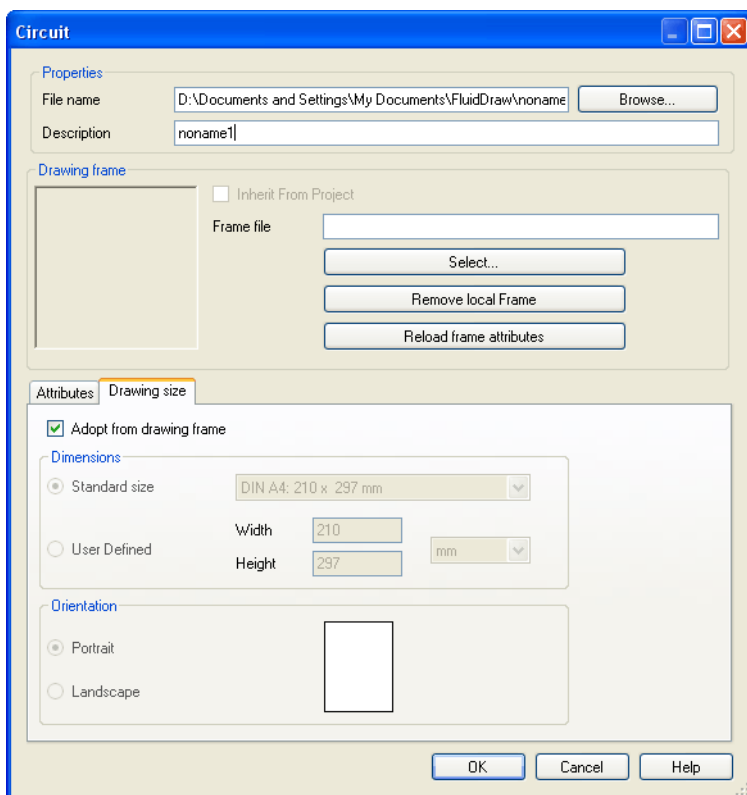 Circuit
Properties
File name D:\Documents and Settings\My Documents\FluidDraw\noname Browse...
Description noname1
Drawing frame
Inherit From Project
Frame file
Select...
Remove local Frame
Reload frame attributes
Attributes Drawing size
Adopt from drawing frame
Dimensions
Standard size DIN A4: 210 x 297 mm
Width 210
User Defined mm
Height 297
Orientation
Portrait
Landscape
OK Cancel Help